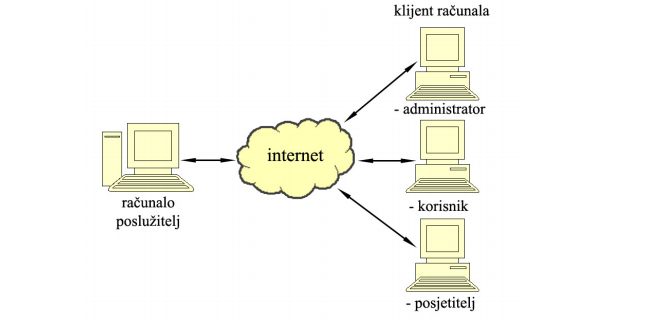 klijent računala
- administrator
internet
računalo
poslužitelj
- korisnik
- posjetitelj